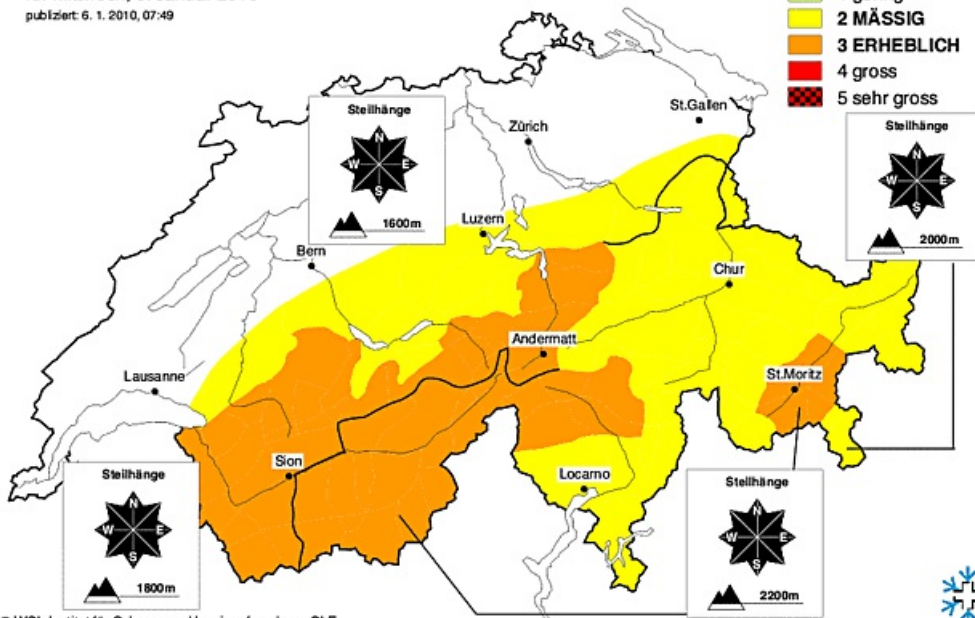 publiziert: 6. 1. 2010, 07:49
2 MÄSSIG
3 ERHEBLICH
4 gross
5 sehr gross
Steilhänge
N
W E
S
1600m
Zürich
St.Gallen
Steilhänge
N
W E
S
2000m
Luzern
Bern
Chur
Andermatt
Lausanne
St.Moritz
Sion
Locarno
Steilhänge
N
W E
S
1800m
Steilhänge
N
W E
S
2200m